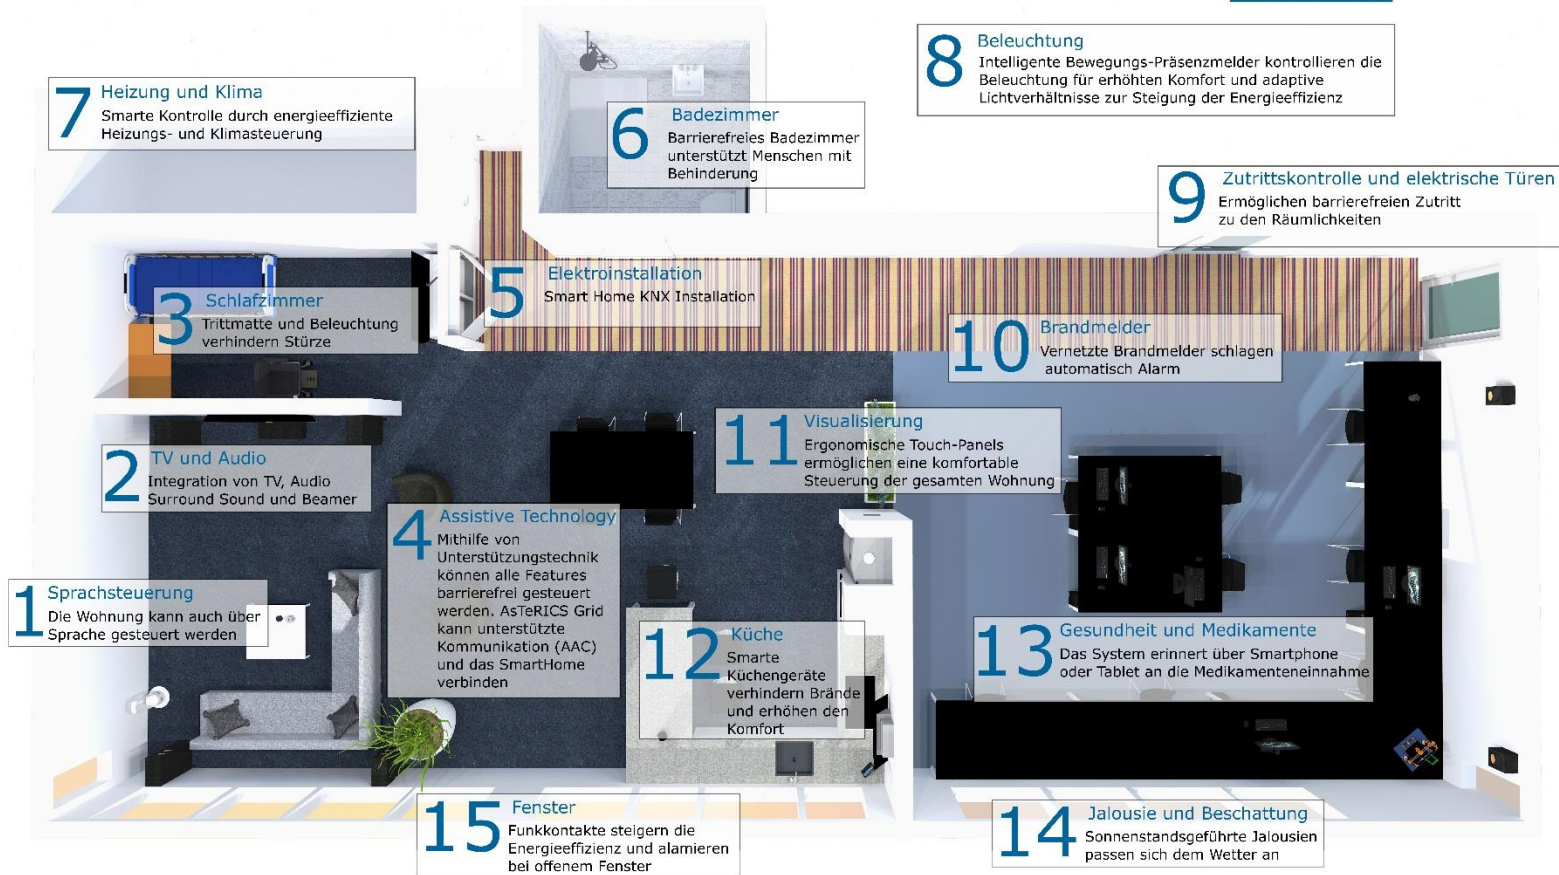 8 Beleuchtung
Intelligente Bewegungs-Präsenzmelder kontrollieren die
Beleuchtung für erhöhten Komfort und adaptive
Lichtverhältnisse zur Steigung der Energieeffizienz
7 Heizung und Klima
Smarte Kontrolle durch energieeffiziente
Heizungs- und Klimasteuerung
6 Badezimmer
Barrierefreies Badezimmer
unterstützt Menschen mit
Behinderung
9 Zutrittskontrolle und elektrische Türen
Ermöglichen barrierefreien Zutritt
zu den Räumlichkeiten
5 Elektroinstallation
Smart Home KNX Installation
3 Schlafzimmer
Trittmatte und Beleuchtung
verhindern Stürze
10 Brandmelder
Vernetzte Brandmelder schlagen
automatisch Alarm
11 Visualisierung
Ergonomische Touch-Panels
ermöglichen eine komfortable
Steuerung der gesamten Wohnung
2 TV und Audio
Integration von TV, Audio
Surround Sound und Beamer
4 Assistive Technology
Mithilfe von
Unterstützungstechnik
können alle Features
barrierefrei gesteuert
werden. AsTeRICS Grid
kann unterstützte
Kommunikation (AAC)
und das SmartHome
verbinden
1 Sprachsteuerung
Die Wohnung kann auch über
Sprache gesteuert werden
12 Küche
Smarte
Küchengeräte
verhindern Brände
und erhöhen den
Komfort
13 Gesundheit und Medikamente
Das System erinnert über Smartphone
oder Tablet an die Medikamenteneinnahme
15 Fenster
Funkkontakte steigern die
Energieeffizienz und alamieren
bei offenem Fenster
14 Jalousie und Beschattung
Sonnenstandsgeführte Jalousien
passen sich dem Wetter an